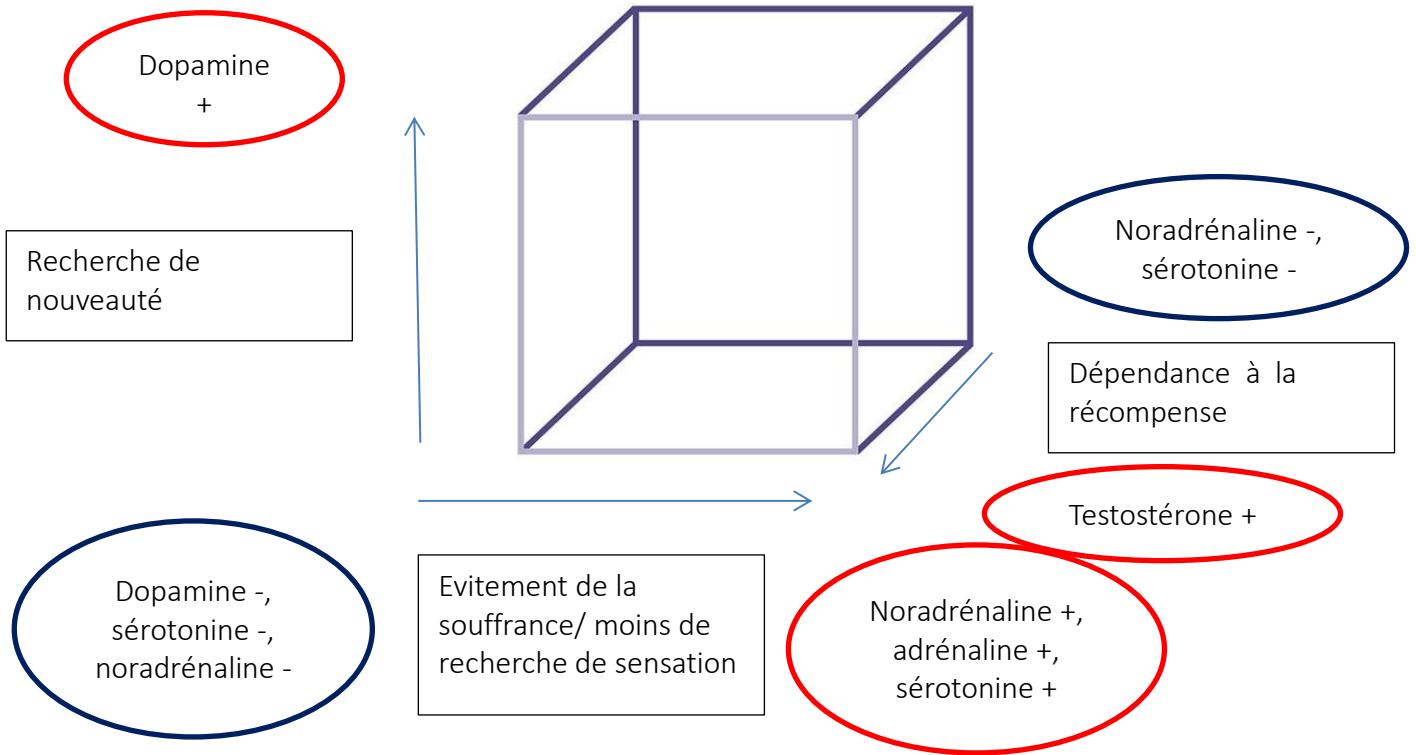 Dopamine
+
Recherche de
nouveauté
Noradrénaline -,
sérotonine -
Dépendance à la
récompense
Testostérone +
Dopamine -,
sérotonine -,
noradrénaline -
Evitement de la
souffrance/ moins de
recherche de sensation
Noradrénaline +,
adrénaline +,
sérotonine +